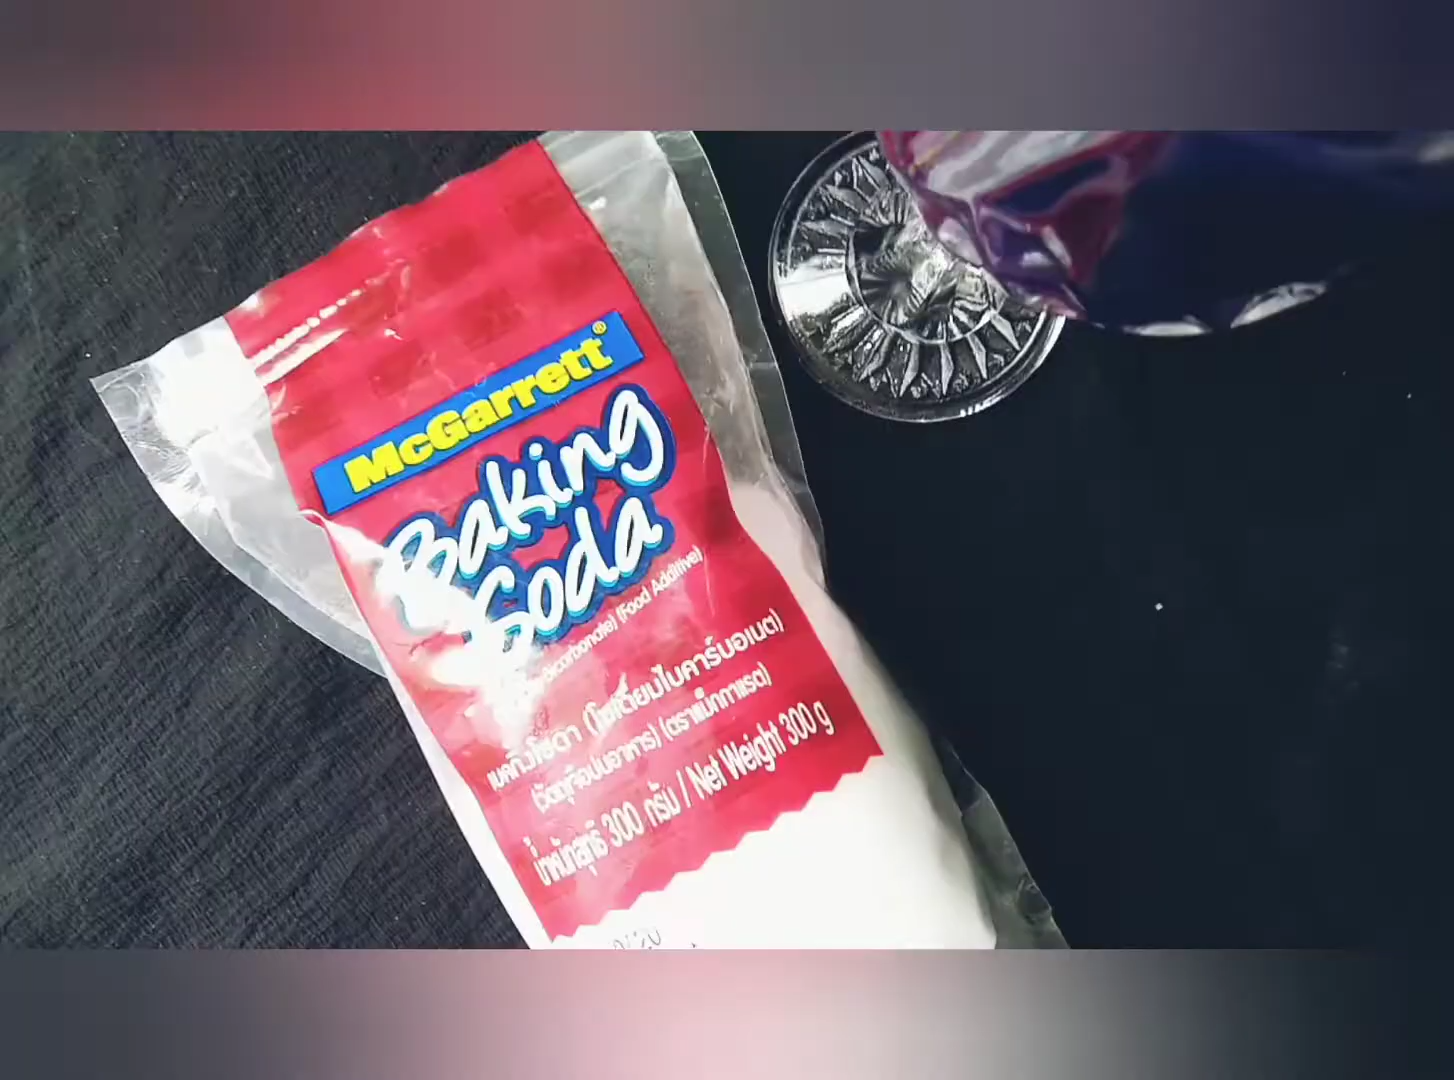 McGarrett®
Baking
Soda
Bicarbonate) (Food Additive)
เบคกิ้งโซดา (โซเดียมไบคาร์บอเนต)
(วัตถุเจือปนอาหาร) (ตราแม็กกาแรต)
น้ำหนักสุทธิ 300 กรัม / Net Weight 300 g